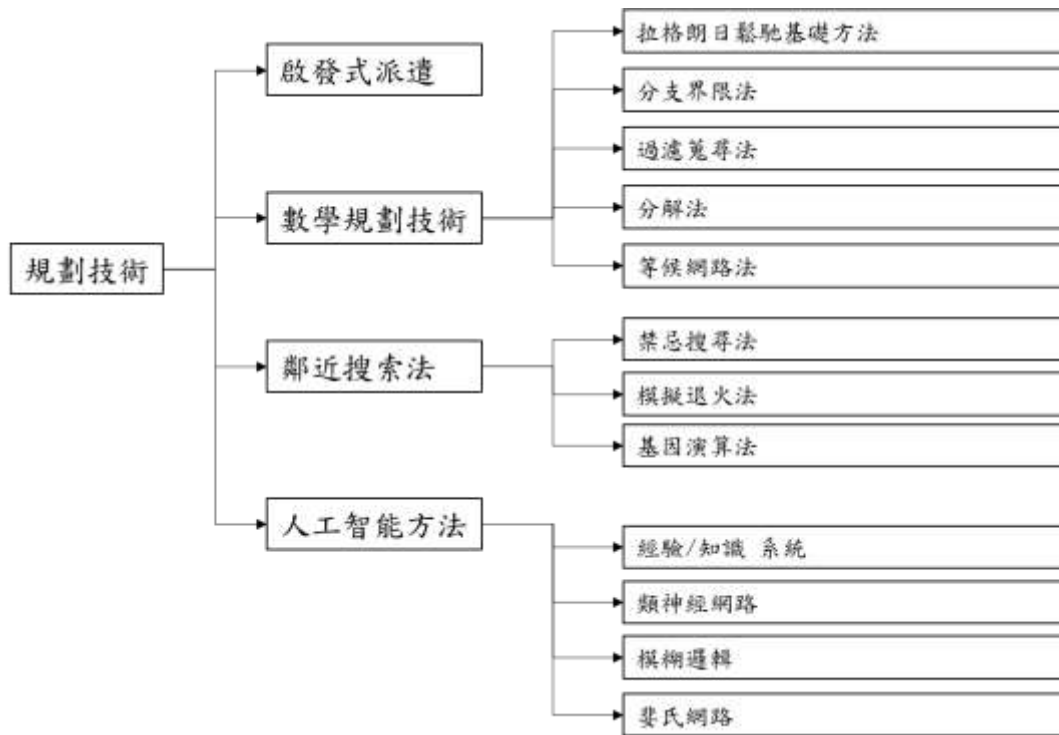 規劃技術
啟發式派遣
數學規劃技術
拉格朗日鬆馳基礎方法
分支界限法
過濾蒐尋法
分解法
等候網路法
鄰近搜索法
禁忌搜尋法
模擬退火法
基因演算法
人工智能方法
經驗/知識 系統
類神經網路
模糊邏輯
斐氏網路